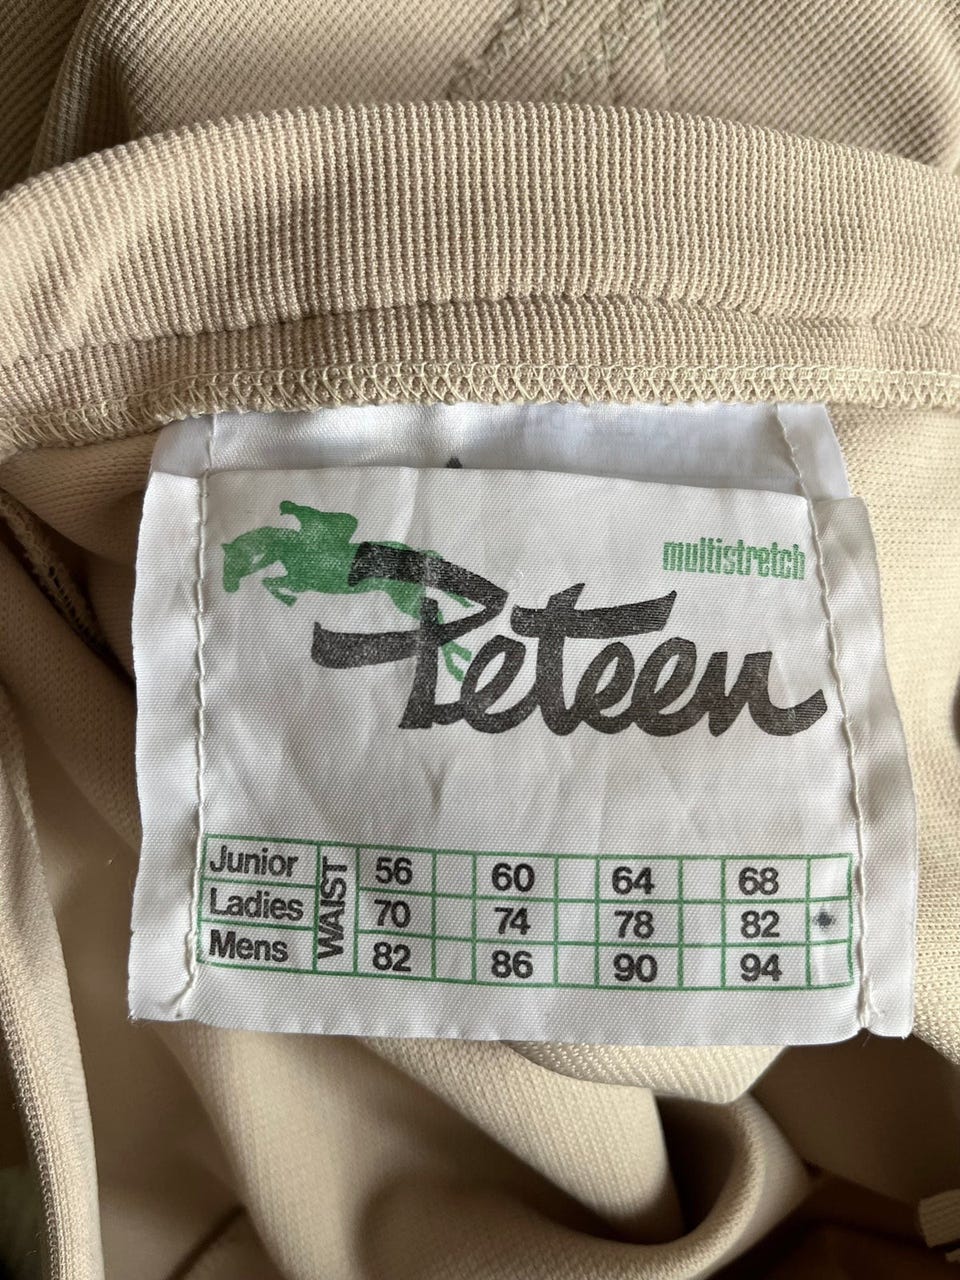 multistretch
Peteen
WAIST
Junior 56 60 64 68
Ladies 70 74 78 82
Mens 82 86 90 94